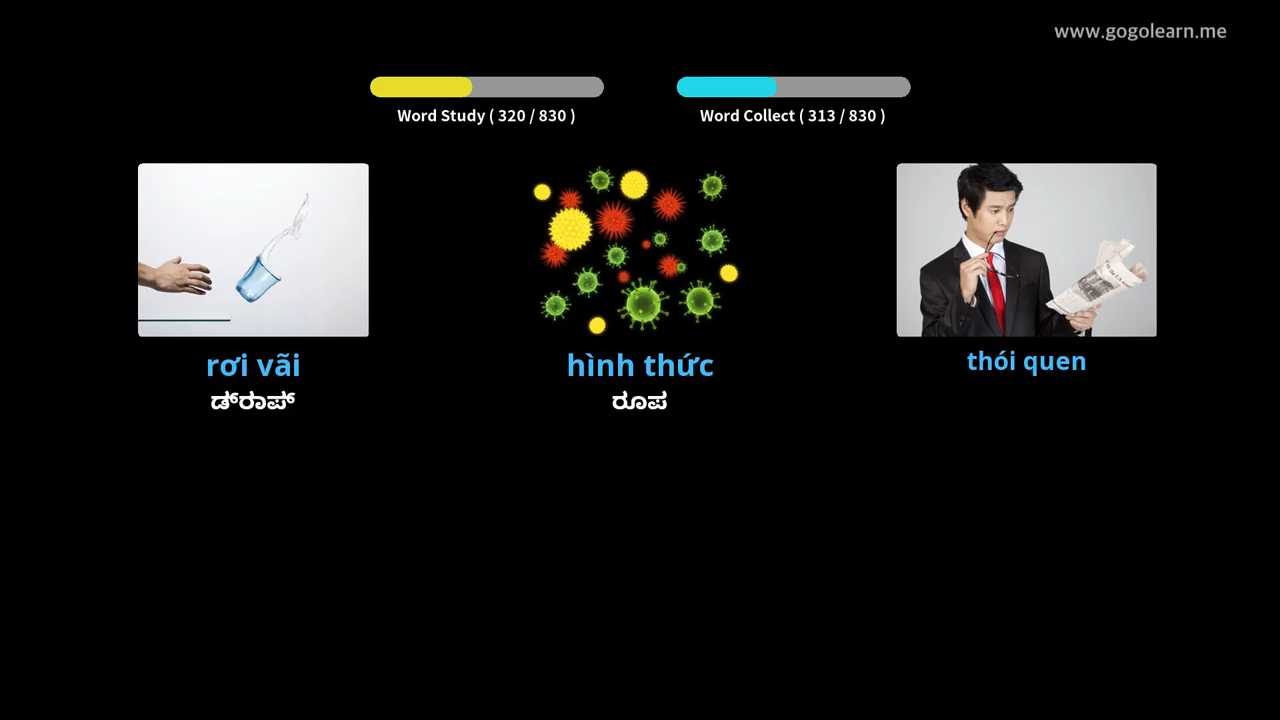 www.gogolearn.me
Word Study ( 320 / 830 )
Word Collect ( 313 / 830 )
rơi vãi
ಡ್ರಾಪ್
hình thức
ರೂಪ
thói quen